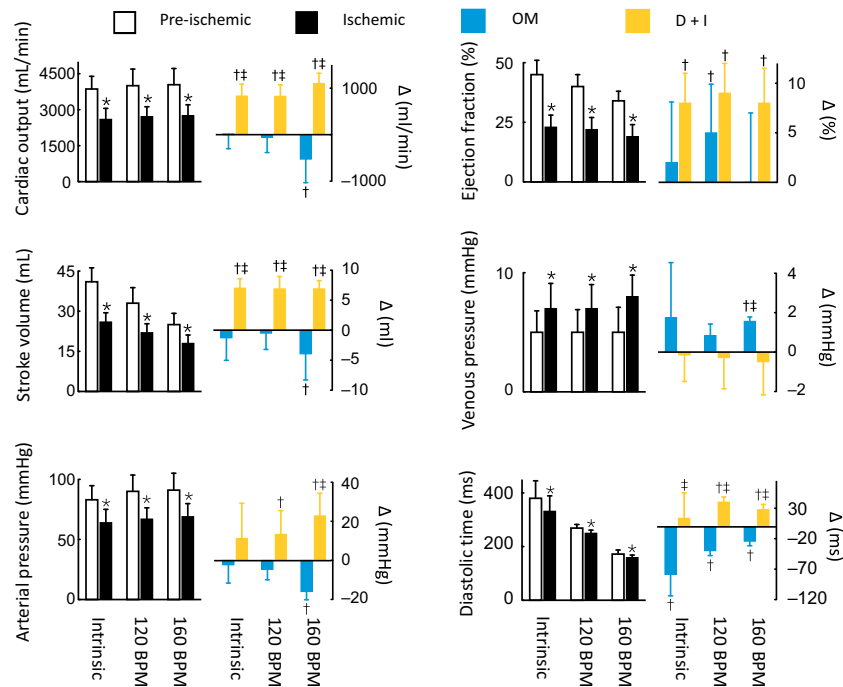 Pre-ischemic Ischemic OM D + I
Cardiac output (mL/min)
4500
3000
1500
0
* * *
†‡ †‡ †‡
†
1000
−1000
Δ (ml/min)
Ejection fraction (%)
50
25
0
* * *
† † †
10
5
0
Δ (%)
Stroke volume (mL)
45
30
15
0
* * *
†‡ †‡ †‡
†
10
5
0
−5
−10
Δ (ml)
Venous pressure (mmHg)
10
5
0
* * *
†‡
4
2
0
−2
Δ (mmHg)
Arterial pressure (mmHg)
100
50
0
* * *
† †‡
†
40
20
0
−20
Δ (mmHg)
Diastolic time (ms)
400
200
0
* * *
‡ †‡ †‡
† † †
30
−20
−70
−120
Δ (ms)
Intrinsic 120 BPM 160 BPM Intrinsic 120 BPM 160 BPM
Intrinsic 120 BPM 160 BPM Intrinsic 120 BPM 160 BPM